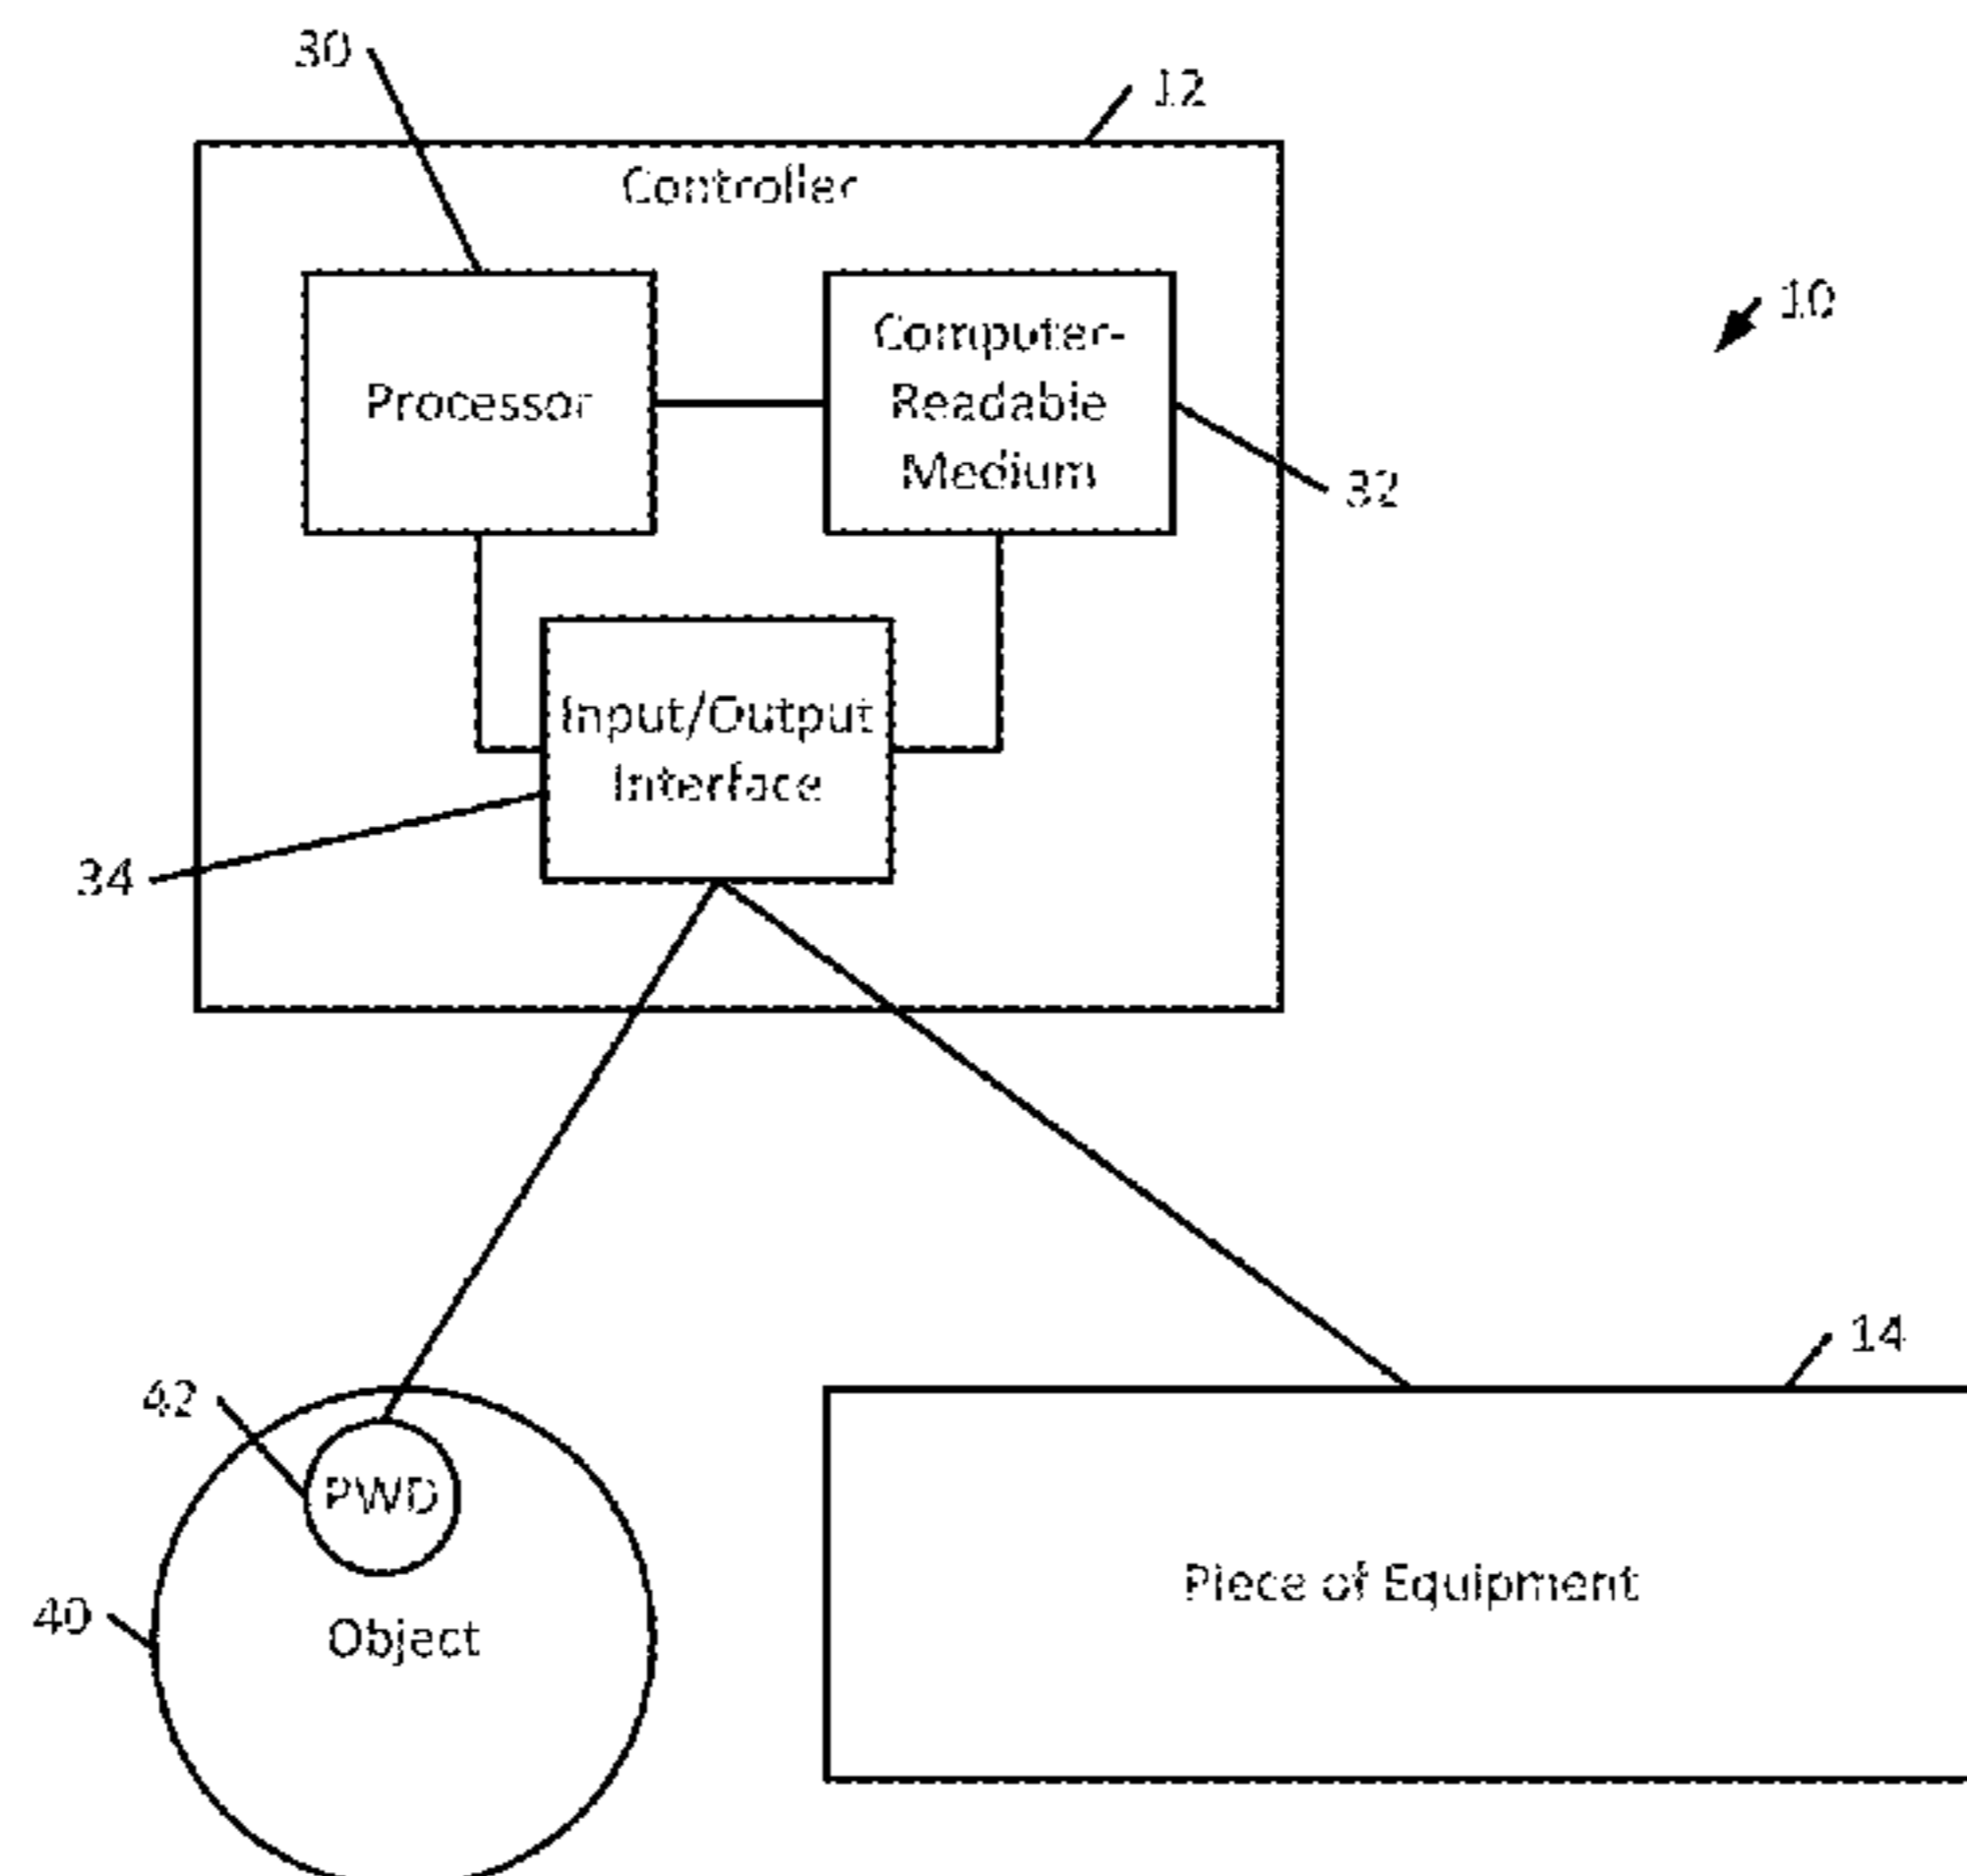 30
12
Controller
10
Processor
Computer-
Readable
Medium
32
Input/Output
Interface
34
14
42
PWD
Piece of Equipment
40
Object